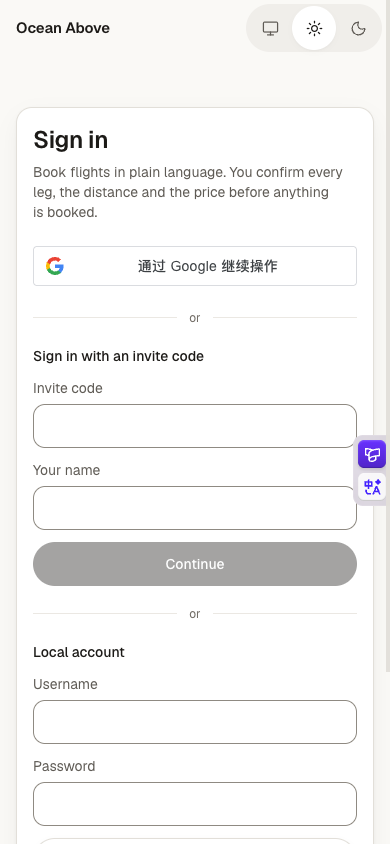 Ocean Above
Sign in
Book flights in plain language. You confirm every
leg, the distance and the price before anything
is booked.
通过 Google 继续操作
or
Sign in with an invite code
Invite code
Your name
Continue
or
Local account
Username
Password